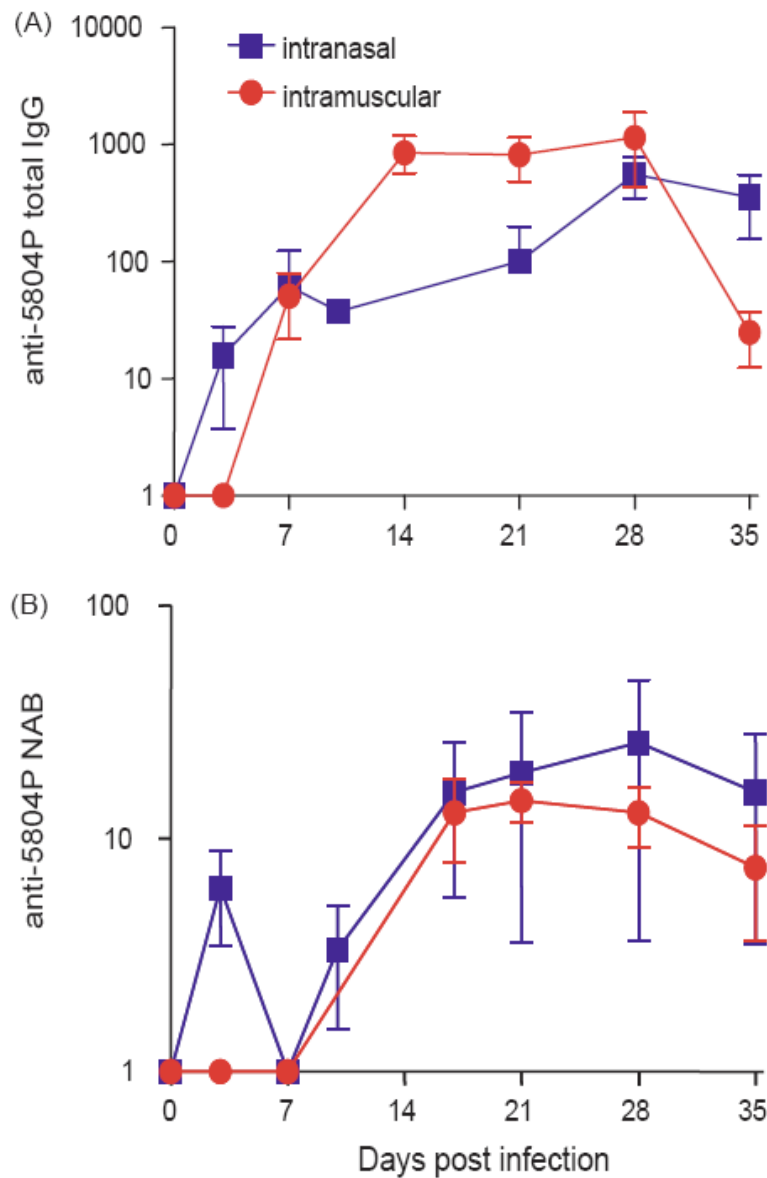 (A)
10000
1000
100
10
1
anti-5804P total IgG
intranasal
intramuscular
0 7 14 21 28 35
(B)
100
10
1
anti-5804P NAB
0 7 14 21 28 35
Days post infection